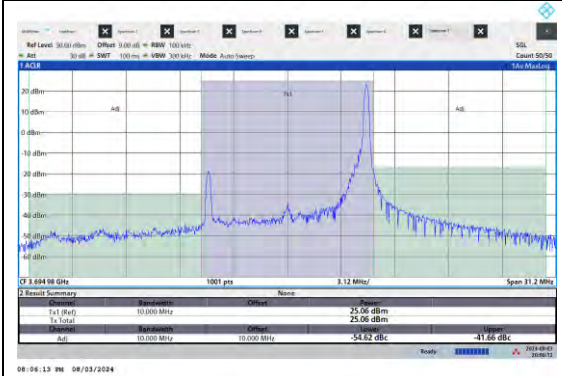 Ref Level 30.00 dBm Offset 0.00 dB RBW 100 kHz SGL
Att 30 dB SWT 100 ms VBW 300 kHz Mode Auto Sweep Count 50/50
1 ACLR 1Av MaxLog
Tx1
20 dBm
Adj Adj
0 dBm
-10 dBm
-20 dBm
-30 dBm
-40 dBm
-50 dBm
-60 dBm
CF 3.694 98 GHz 1001 pts 3.12 MHz/ Span 31.2 MHz
2 Result Summary None
Channel Bandwidth Offset Power
Tx1 (Ref) 10.000 MHz 25.06 dBm
Tx Total 25.06 dBm
Channel Bandwidth Offset Lower Upper
Adj 10.000 MHz 10.000 MHz -54.62 dBc -41.66 dBc
Ready
08:06:13 PM 08/03/2024